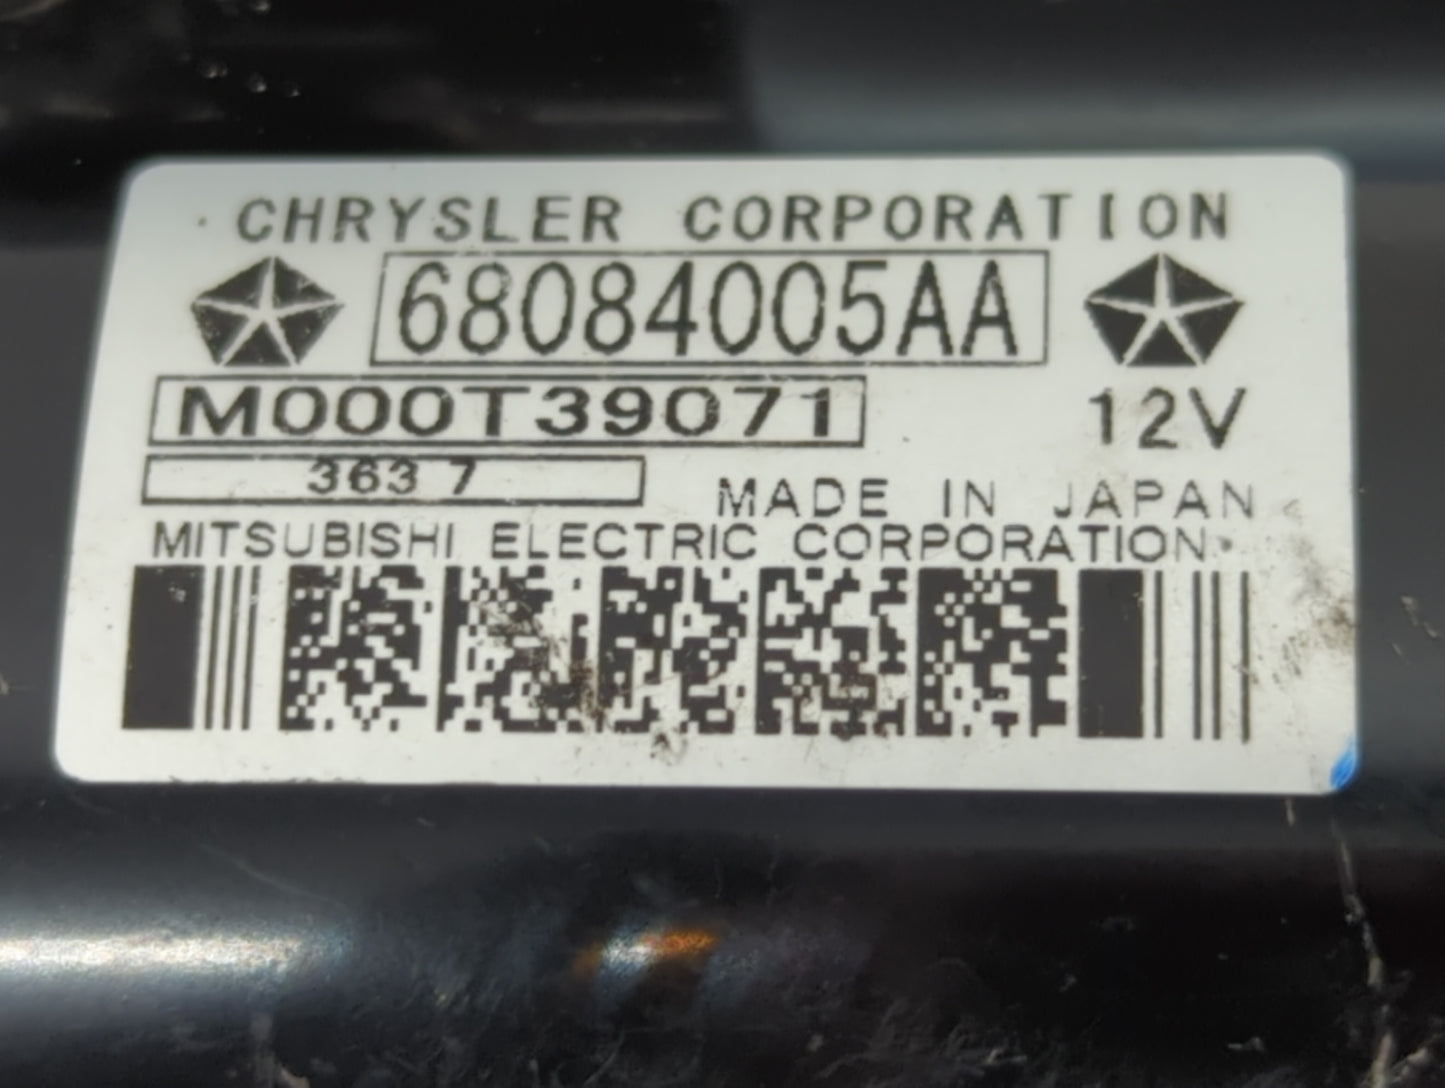 CHRYSLER CORPORATION
68084005AA
M000T39071 12V
363 7
MADE IN JAPAN
MITSUBISHI ELECTRIC CORPORATION